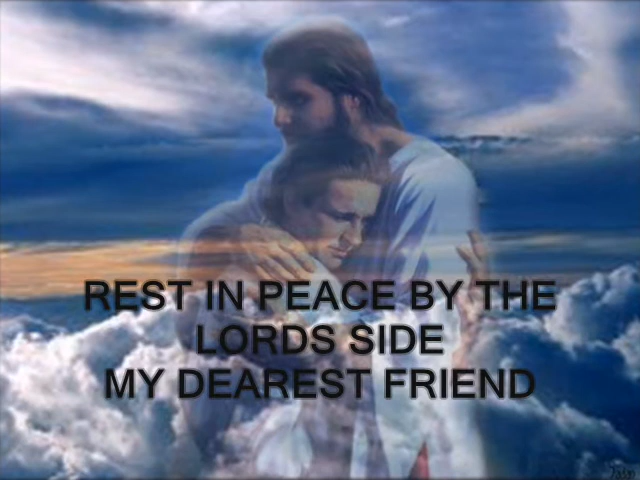 REST IN PEACE BY THE
LORDS SIDE
MY DEAREST FRIEND